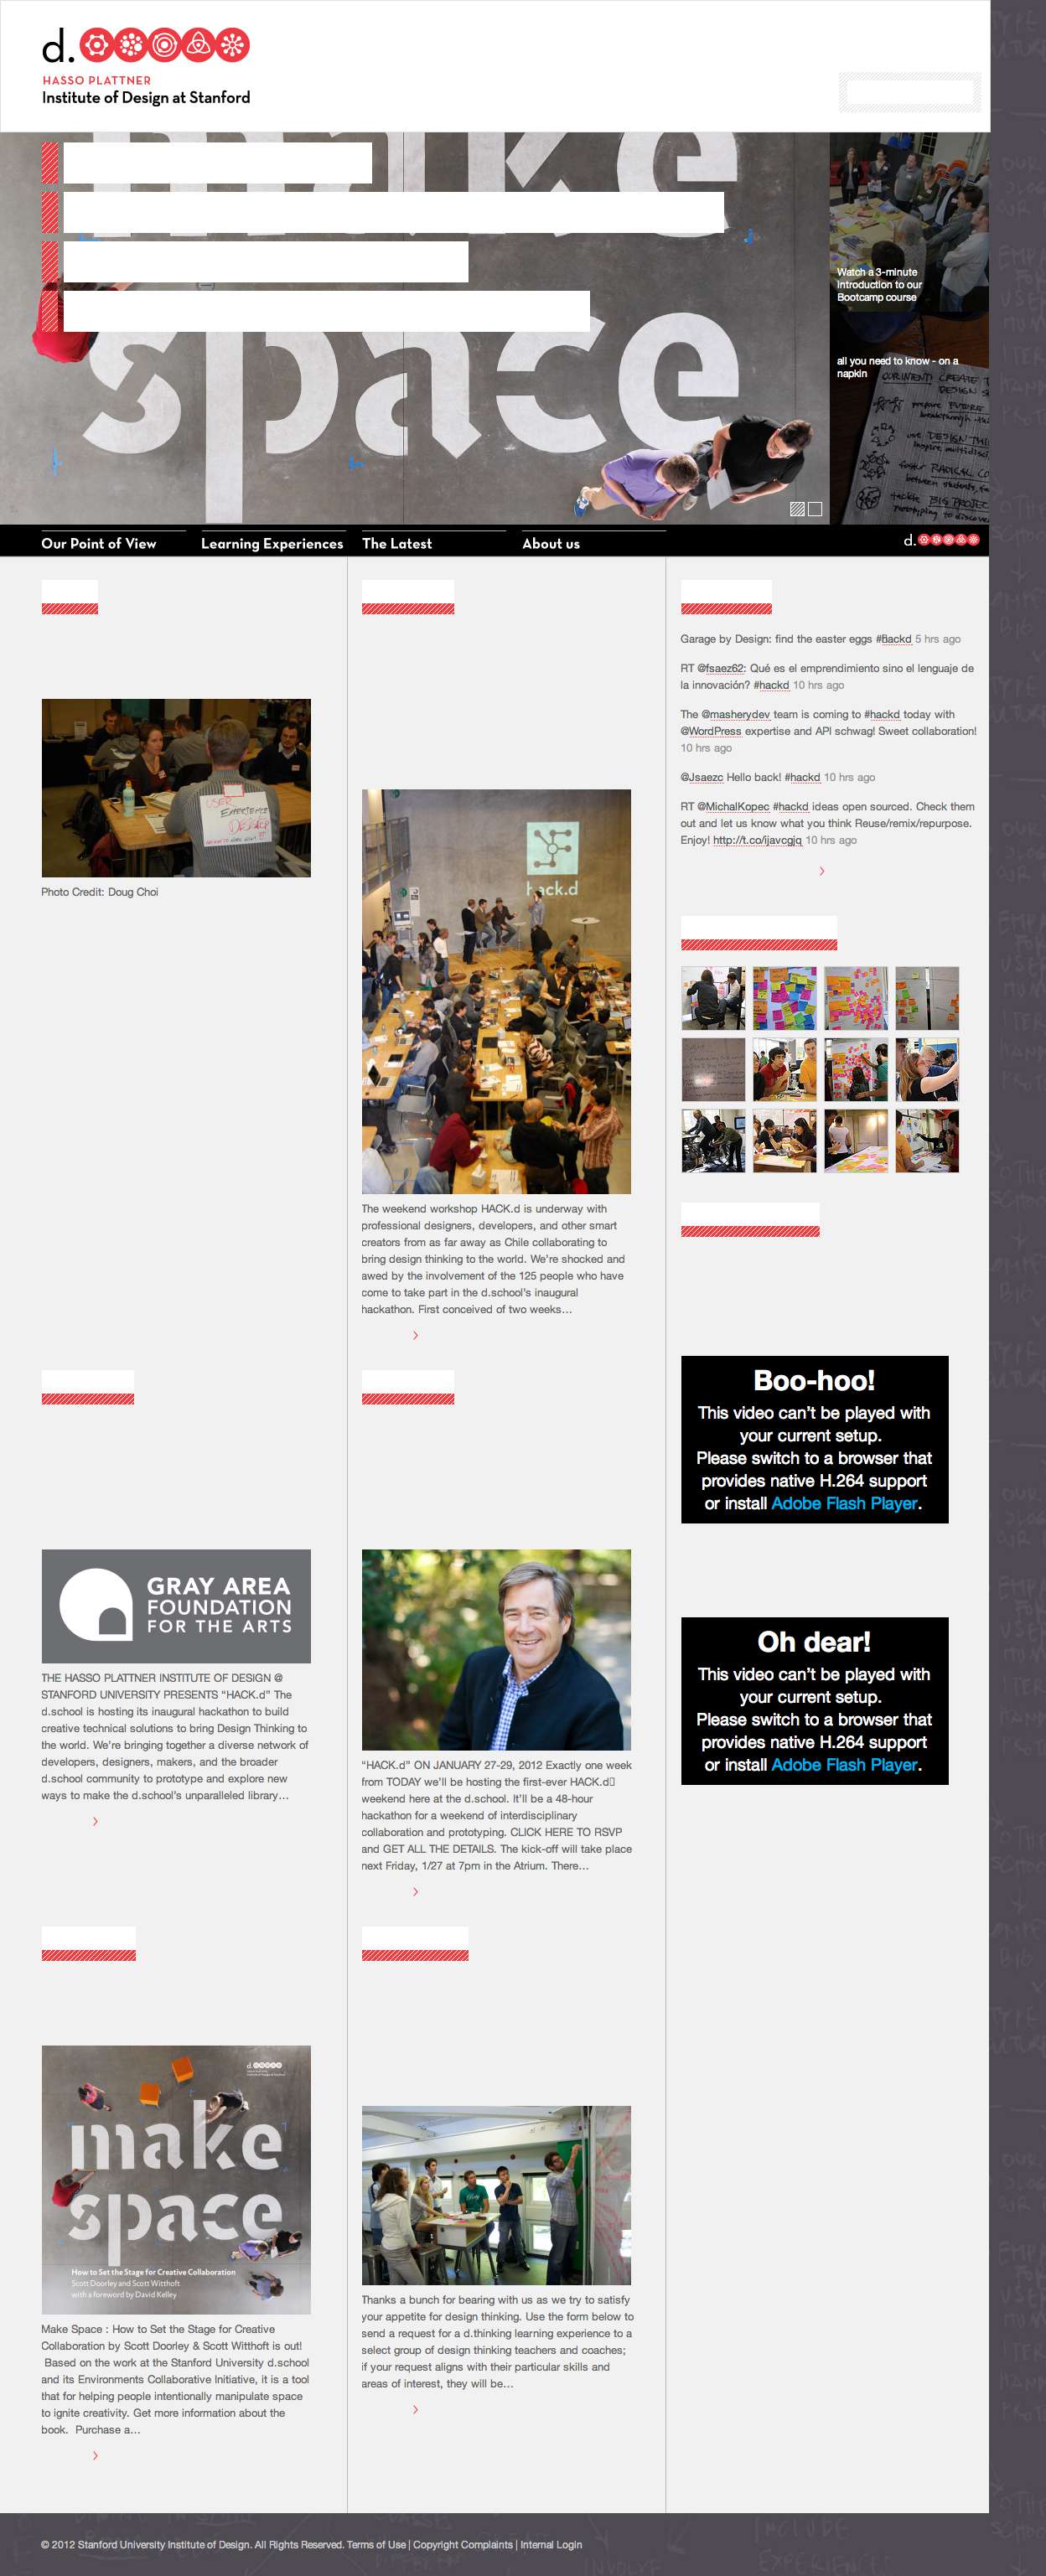 d.
HASSO PLATTNER
Institute of Design at Stanford
make
space
Watch a 3-minute
introduction to our
Bootcamp course
all you need to know - on a
napkin
Our Point of View
Learning Experiences
The Latest
About us
d.
Photo Credit: Doug Choi
THE HASSO PLATTNER INSTITUTE OF DESIGN @
STANFORD UNIVERSITY PRESENTS “HACK.d” The
d.school is hosting its inaugural hackathon to build
creative technical solutions to bring Design Thinking to
the world. We’re bringing together a diverse network of
developers, designers, makers, and the broader
d.school community to prototype and explore new
ways to make the d.school’s unparalleled library…
GRAY AREA
FOUNDATION
FOR THE ARTS
make
space
How to Set the Stage for Creative Collaboration
Scott Doorley and Scott Witthoft
with a foreword by David Kelley
Make Space : How to Set the Stage for Creative
Collaboration by Scott Doorley & Scott Witthoft is out!
Based on the work at the Stanford University d.school
and its Environments Collaborative Initiative, it is a tool
that for helping people intentionally manipulate space
to ignite creativity. Get more information about the
book. Purchase a…
hack.d
The weekend workshop HACK.d is underway with
professional designers, developers, and other smart
creators from as far away as Chile collaborating to
bring design thinking to the world. We’re shocked and
awed by the involvement of the 125 people who have
come to take part in the d.school’s inaugural
hackathon. First conceived of two weeks…
“HACK.d” ON JANUARY 27-29, 2012 Exactly one week
from TODAY we’ll be hosting the first-ever HACK.d
weekend here at the d.school. It’ll be a 48-hour
hackathon for a weekend of interdisciplinary
collaboration and prototyping. CLICK HERE TO RSVP
and GET ALL THE DETAILS. The kick-off will take place
next Friday, 1/27 at 7pm in the Atrium. There…
Thanks a bunch for bearing with us as we try to satisfy
your appetite for design thinking. Use the form below to
send a request for a d.thinking learning experience to a
select group of design thinking teachers and coaches;
if your request aligns with their particular skills and
areas of interest, they will be…
Garage by Design: find the easter eggs #hackd 5 hrs ago
RT @fsaez62: Qué es el emprendimiento sino el lenguaje de
la innovación? #hackd 10 hrs ago
The @masherydev team is coming to #hackd today with
@WordPress expertise and API schwag! Sweet collaboration!
10 hrs ago
@Jsaezc Hello back! #hackd 10 hrs ago
RT @MichalKopec #hackd ideas open sourced. Check them
out and let us know what you think Reuse/remix/repurpose.
Enjoy! http://t.co/ijavcgjq 10 hrs ago
Boo-hoo!
This video can’t be played with
your current setup.
Please switch to a browser that
provides native H.264 support
or install Adobe Flash Player.
Oh dear!
This video can’t be played with
your current setup.
Please switch to a browser that
provides native H.264 support
or install Adobe Flash Player.
© 2012 Stanford University Institute of Design. All Rights Reserved. Terms of Use | Copyright Complaints | Internal Login